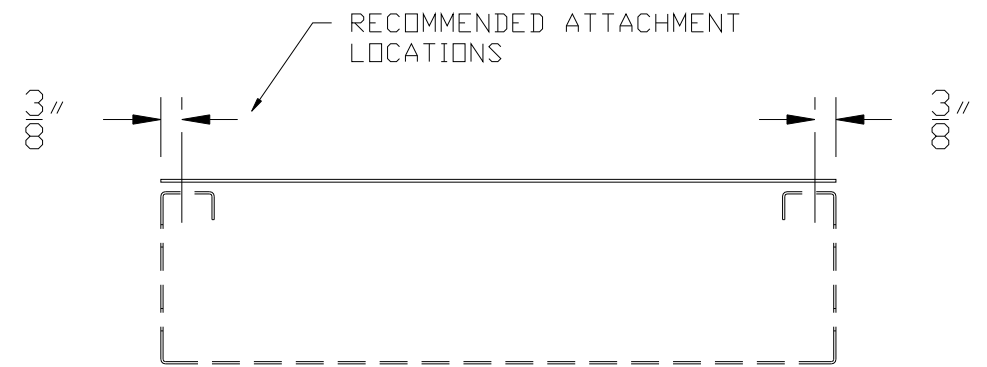 RECOMMENDED ATTACHMENT
LOCATIONS
3/8"
3/8"